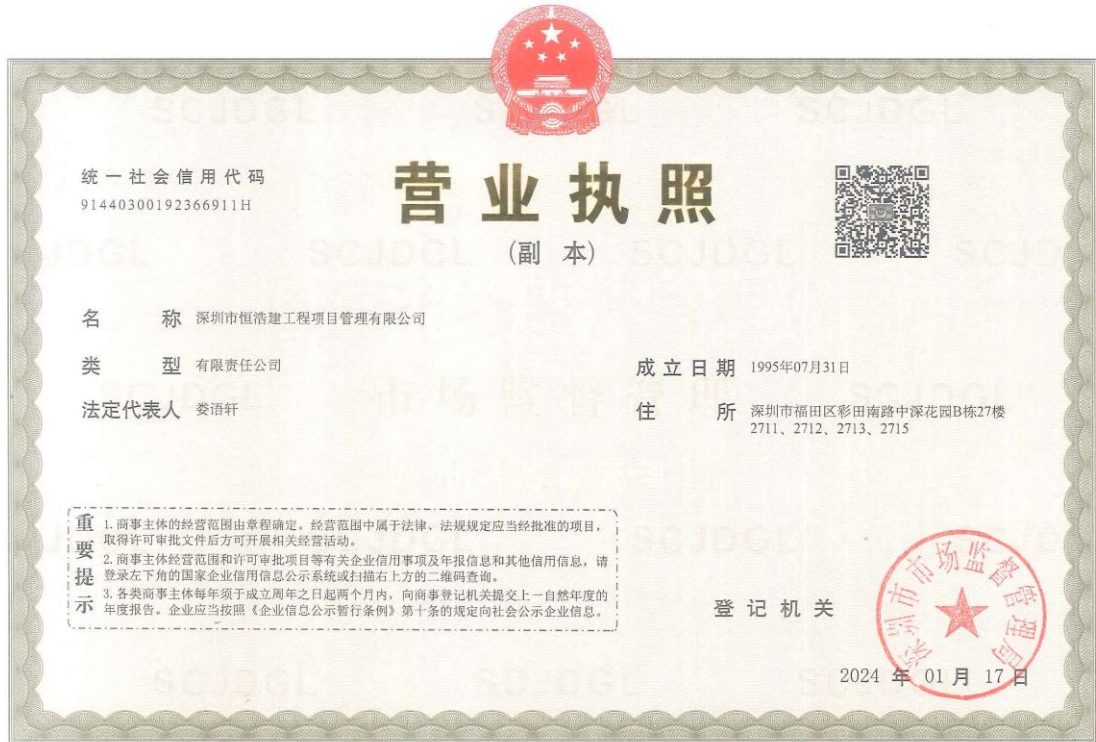 统一社会信用代码
91440300192366911H
营业执照
(副 本)
名 称 深圳市恒浩建工程项目管理有限公司
类 型 有限责任公司
法定代表人 娄语轩
成立日期 1995年07月31日
住 所 深圳市福田区彩田南路中深花园B栋27楼
2711、2712、2713、2715
重要提示
1. 商事主体的经营范围由章程确定。经营范围中属于法律、法规规定应当经批准的项目，
取得许可审批文件后方可开展相关经营活动。
2. 商事主体经营范围和许可审批项目等有关企业信用事项及年报信息和其他信用信息，请
登录左下角的国家企业信用信息公示系统或扫描右上方的二维码查询。
3. 各类商事主体每年须于成立周年之日起两个月内，向商事登记机关提交上一自然年度的
年度报告。企业应当按照《企业信息公示暂行条例》第十条的规定向社会公示企业信息。
登记机关
深圳市市场监督管理局
2024 年 01 月 17 日
SCJDGL
市场监督管理